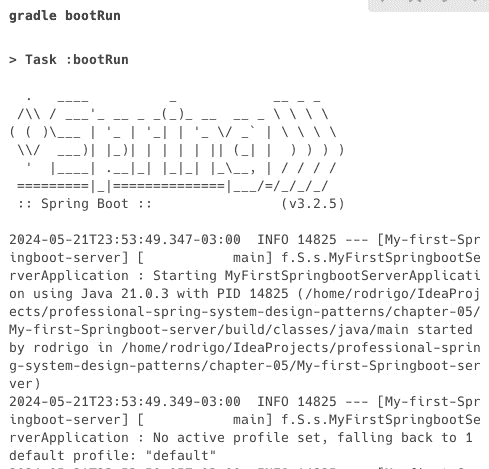 gradle bootRun
> Task :bootRun
  .   ____          _            __ _ _
 /\\ / ___'_ __ _ _(_)_ __  __ _ \ \ \ \
( ( )\___ | '_ | '_| | '_ \/ _` | \ \ \ \
 \\/  ___)| |_)| | | | | || (_| |  ) ) ) )
  '  |____| .__|_| |_|_| |_\__, | / / / /
 =========|_|==============|___/=/_/_/_/
 :: Spring Boot ::                (v3.2.5)
2024-05-21T23:53:49.347-03:00  INFO 14825 --- [My-first-Spr
ingboot-server] [           main] f.S.s.MyFirstSpringbootSe
rverApplication : Starting MyFirstSpringbootServerApplicati
on using Java 21.0.3 with PID 14825 (/home/rodrigo/IdeaProj
ects/professional-spring-system-design-patterns/chapter-05/
My-first-Springboot-server/build/classes/java/main started
by rodrigo in /home/rodrigo/IdeaProjects/professional-sprin
g-system-design-patterns/chapter-05/My-first-Springboot-ser
ver)
2024-05-21T23:53:49.349-03:00  INFO 14825 --- [My-first-Spr
ingboot-server] [           main] f.S.s.MyFirstSpringbootSe
rverApplication : No active profile set, falling back to 1
default profile: "default"